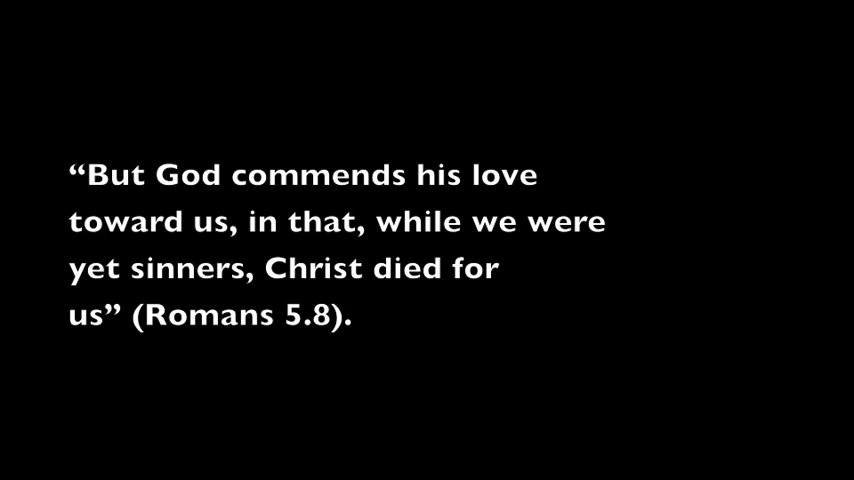 “But God commends his love
toward us, in that, while we were
yet sinners, Christ died for
us” (Romans 5.8).